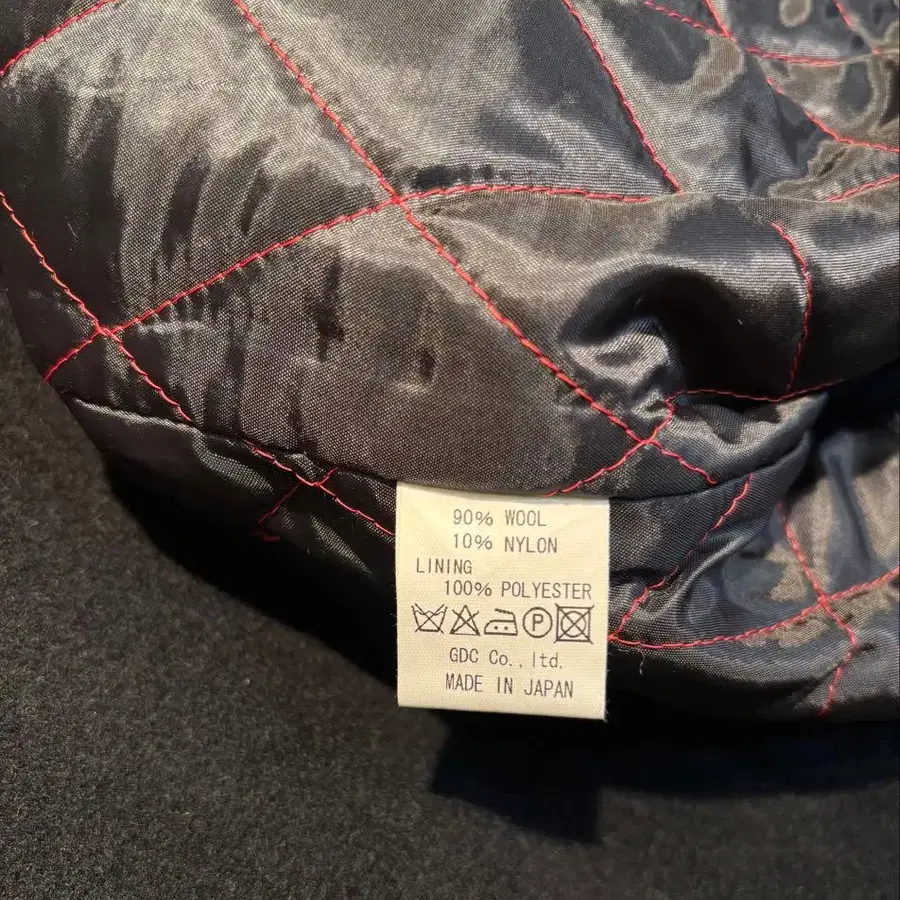 90% WOOL
10% NYLON
LINING
100% POLYESTER
P
GDC Co., ltd.
MADE IN JAPAN